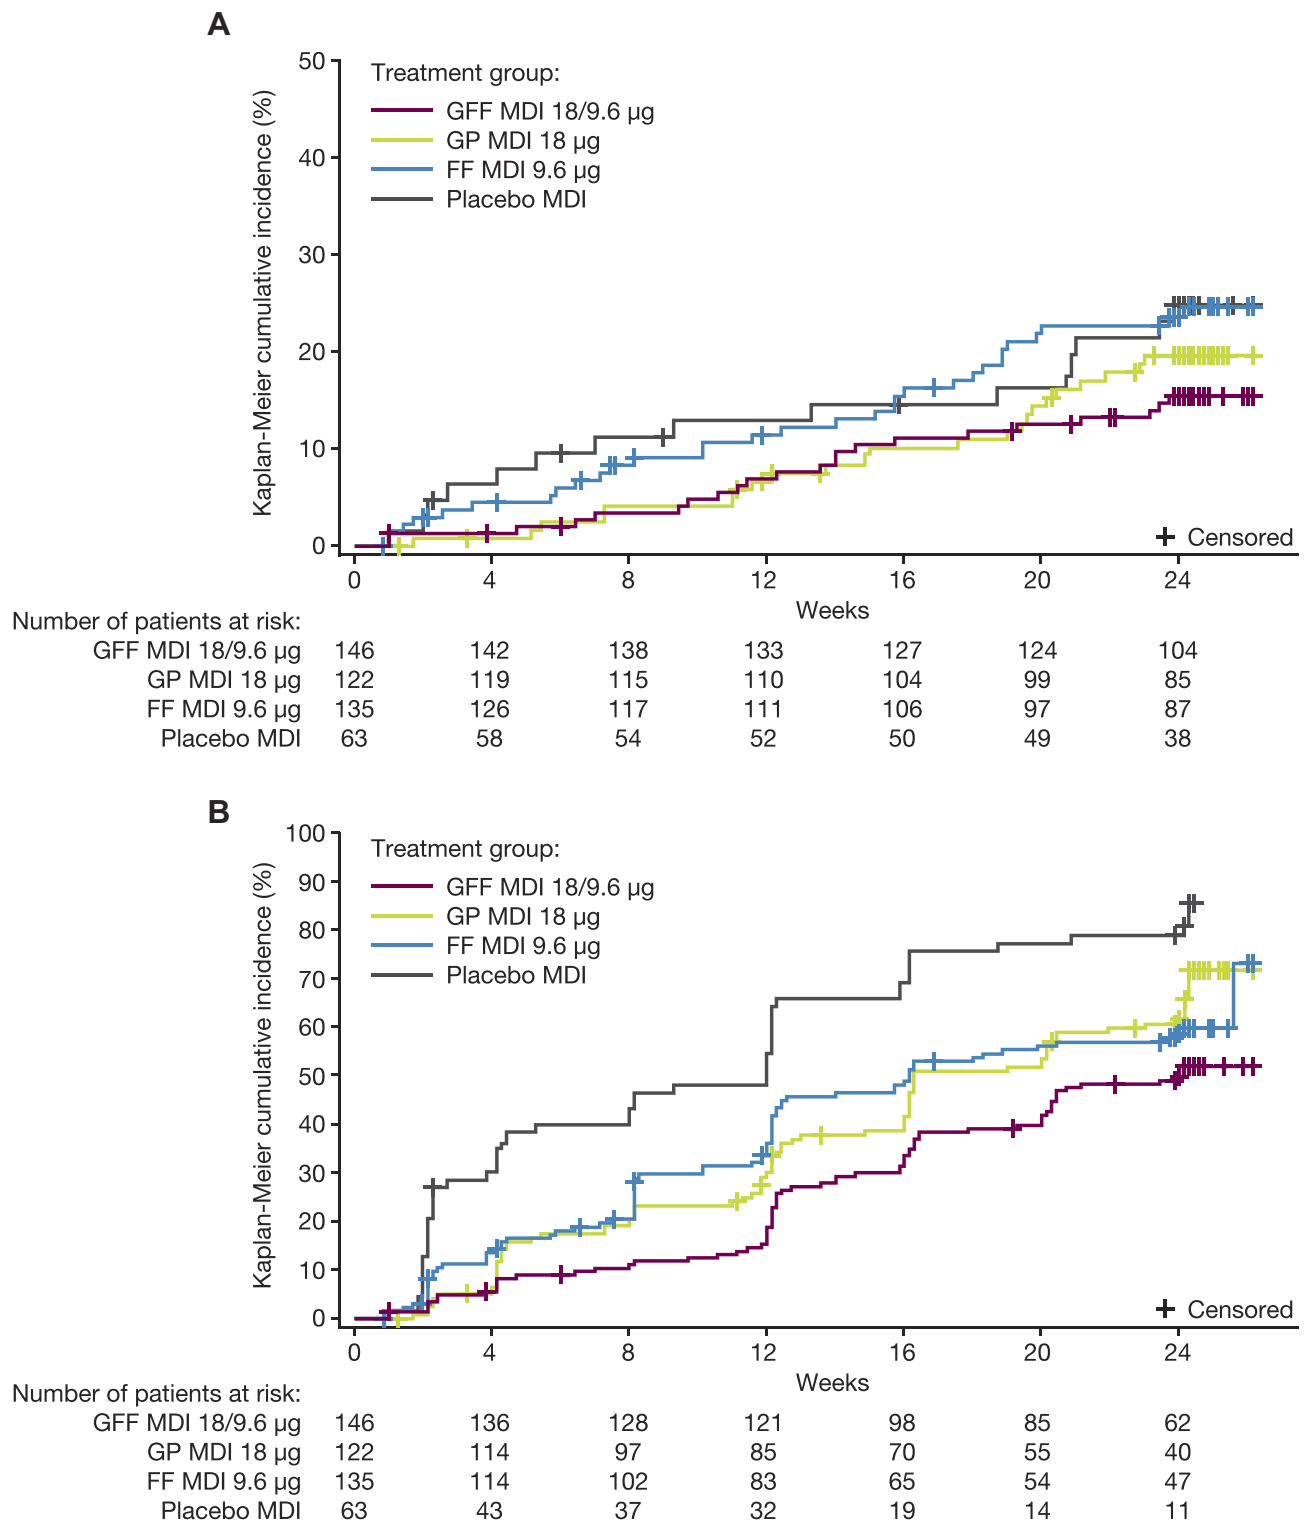 A
Kaplan-Meier cumulative incidence (%)
50
40
30
20
10
0
Treatment group:
GFF MDI 18/9.6 µg
GP MDI 18 µg
FF MDI 9.6 µg
Placebo MDI
Censored
0 4 8 12 16 20 24
Weeks
Number of patients at risk:
GFF MDI 18/9.6 µg 146 142 138 133 127 124 104
GP MDI 18 µg 122 119 115 110 104 99 85
FF MDI 9.6 µg 135 126 117 111 106 97 87
Placebo MDI 63 58 54 52 50 49 38
B
Kaplan-Meier cumulative incidence (%)
100
90
80
70
60
50
40
30
20
10
0
Treatment group:
GFF MDI 18/9.6 µg
GP MDI 18 µg
FF MDI 9.6 µg
Placebo MDI
Censored
0 4 8 12 16 20 24
Weeks
Number of patients at risk:
GFF MDI 18/9.6 µg 146 136 128 121 98 85 62
GP MDI 18 µg 122 114 97 85 70 55 40
FF MDI 9.6 µg 135 114 102 83 65 54 47
Placebo MDI 63 43 37 32 19 14 11